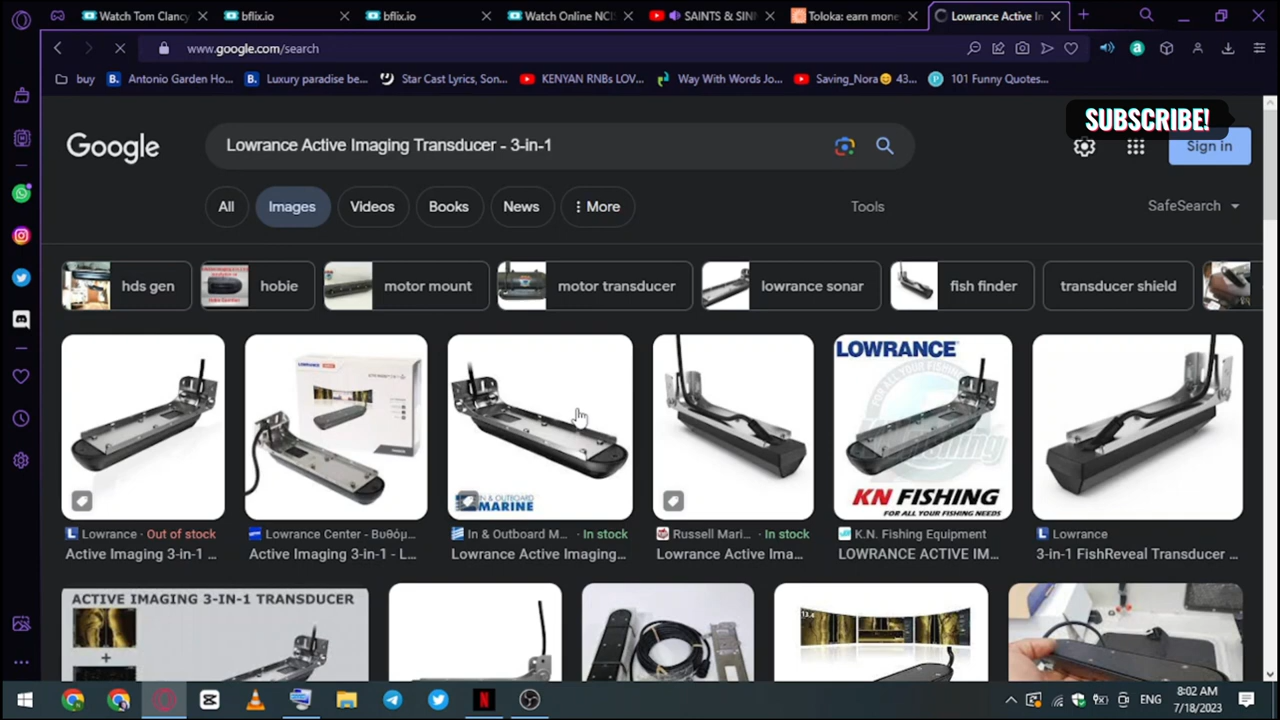 Watch Tom Clancy
bflix.io
bflix.io
Watch Online NCIS
SAINTS & SINN
Toloka: earn mone
Lowrance Active In
www.google.com/search
buy
Antonio Garden Ho...
Luxury paradise be...
Star Cast Lyrics, Son...
KENYAN RNBs LOV...
Way With Words Jo...
Saving_Nora😊 43...
101 Funny Quotes...
SUBSCRIBE!
Google
Lowrance Active Imaging Transducer - 3-in-1
Sign in
All
Images
Videos
Books
News
More
Tools
SafeSearch
hds gen
hobie
motor mount
motor transducer
lowrance sonar
fish finder
transducer shield
LOWRANCE
IN & OUTBOARD
MARINE
KN FISHING
FOR ALL YOUR FISHING NEEDS
Lowrance · Out of stock
Active Imaging 3-in-1 ...
Lowrance Center - Βυθόμ...
Active Imaging 3-in-1 - L...
In & Outboard M... · In stock
Lowrance Active Imaging...
Russell Mari... · In stock
Lowrance Active Ima...
K.N. Fishing Equipment
LOWRANCE ACTIVE IM...
Lowrance
3-in-1 FishReveal Transducer ...
ACTIVE IMAGING 3-IN-1 TRANSDUCER
+
ENG
8:02 AM
7/18/2023